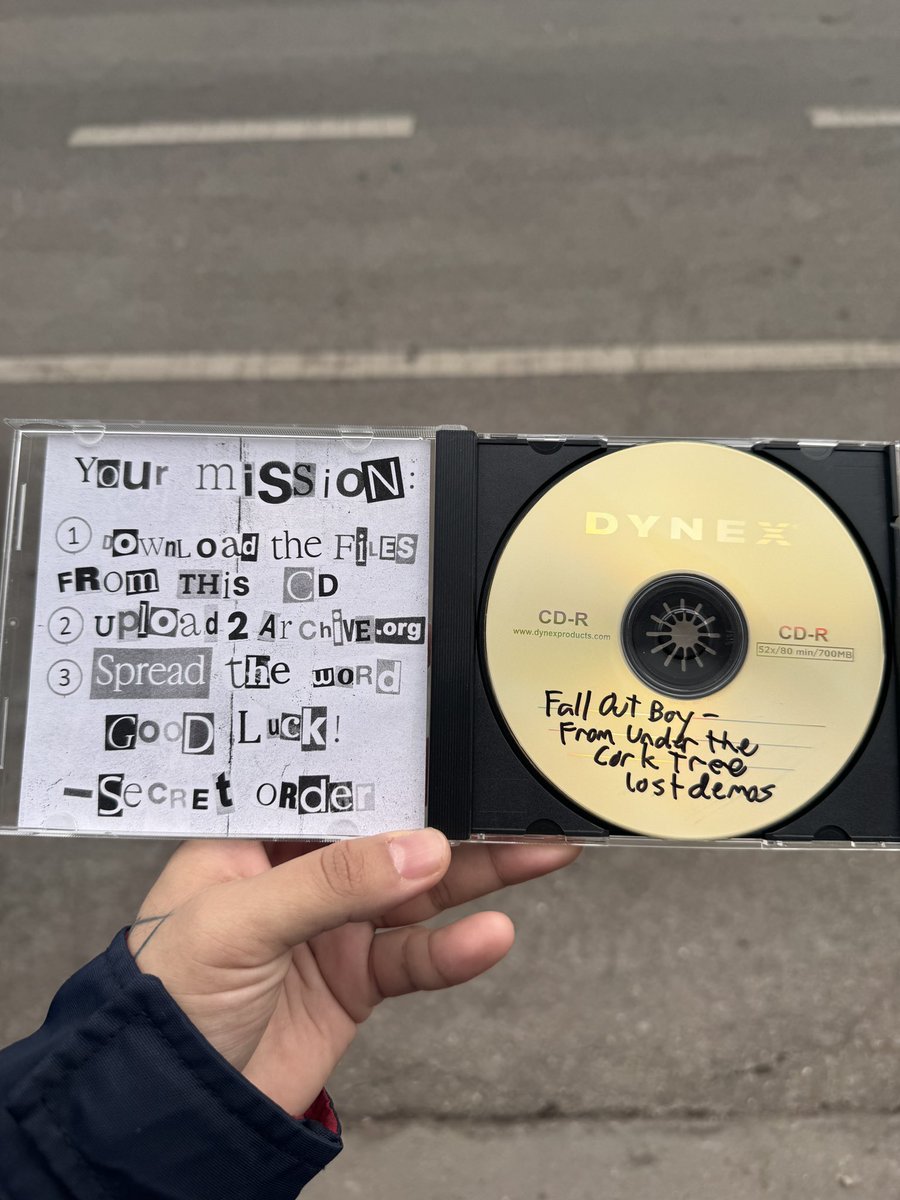 Your mission:
1 DOWNLOad the FiLES
FROm THis CD
2 uploAd 2 ArchiVE.org
3 Spread the woRd
GOOD Luck!
-Secret ORder
DYNEX
CD-R
www.dynexproducts.com
CD-R
52x/80 min/700MB
Fall Out Boy -
From Under the
Cork Tree
lost demos